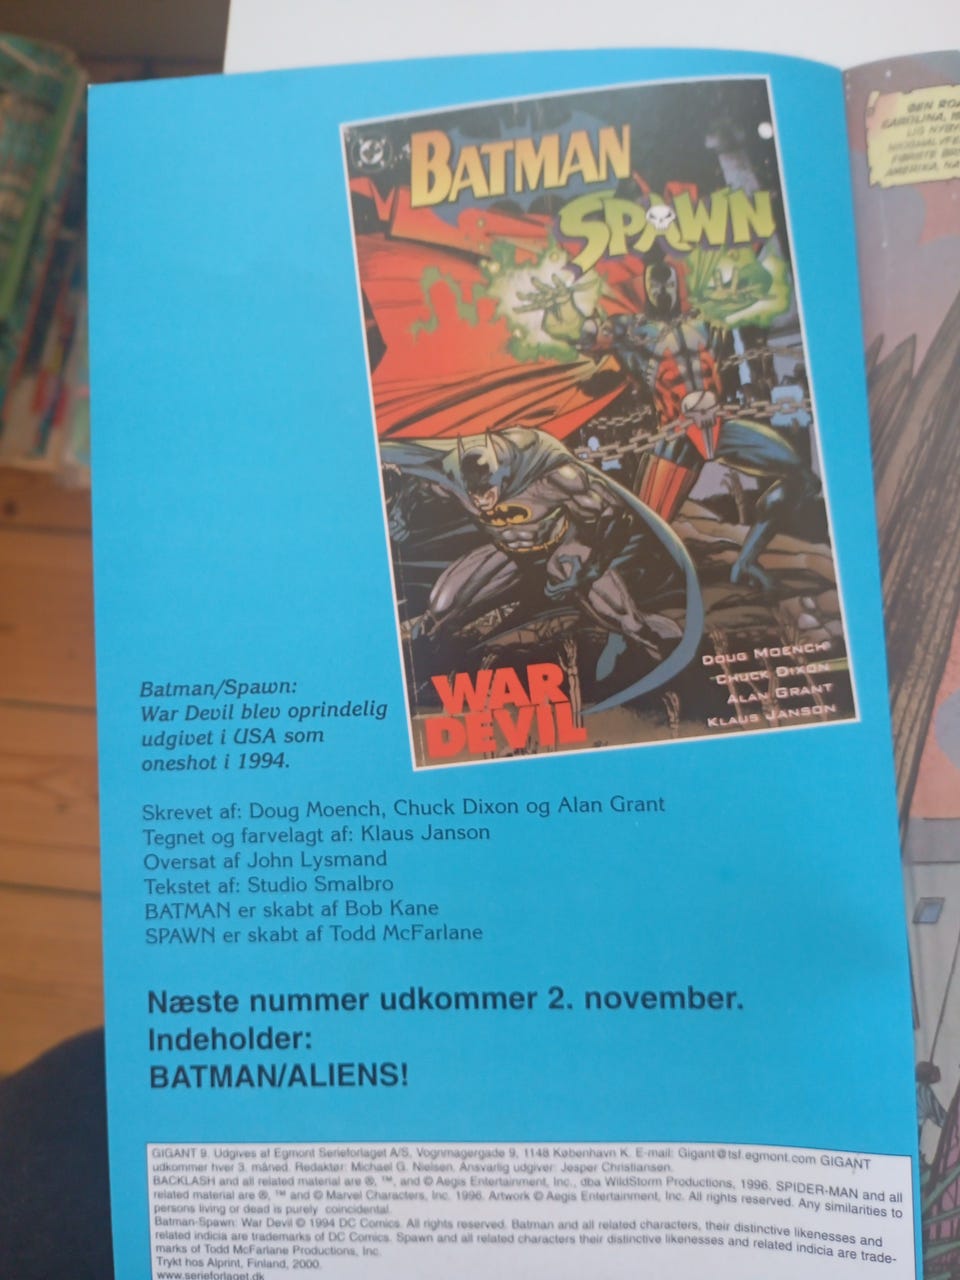 BATMAN
SPAWN
DOUG MOENCH
CHUCK DIXON
ALAN GRANT
KLAUS JANSON
WAR
DEVIL
Batman/Spawn:
War Devil blev oprindelig
udgivet i USA som
oneshot i 1994.
Skrevet af: Doug Moench, Chuck Dixon og Alan Grant
Tegnet og farvelagt af: Klaus Janson
Oversat af John Lysmand
Tekstet af: Studio Smalbro
BATMAN er skabt af Bob Kane
SPAWN er skabt af Todd McFarlane
Næste nummer udkommer 2. november.
Indeholder:
BATMAN/ALIENS!
GIGANT 9. Udgives af Egmont Serieforlaget A/S, Vognmagergade 9, 1148 København K. E-mail: Gigant@tsf.egmont.com GIGANT
udkommer hver 3. måned. Redaktør: Michael G. Nielsen. Ansvarlig udgiver: Jesper Christiansen.
BACKLASH and all related material are ®, ™, and © Aegis Entertainment, Inc., dba WildStorm Productions, 1996. SPIDER-MAN and all
related material are ®, ™ and © Marvel Characters, Inc. 1996. Artwork © Aegis Entertainment, Inc. All rights reserved. Any similarities to
persons living or dead is purely coincidental.
Batman-Spawn: War Devil © 1994 DC Comics. All rights reserved. Batman and all related characters, their distinctive likenesses and
related indicia are trademarks of DC Comics. Spawn and all related characters their distinctive likenesses and related indicia are trade-
marks of Todd McFarlane Productions, Inc.
Trykt hos Alprint, Finland, 2000.
www.serieforlaget.dk